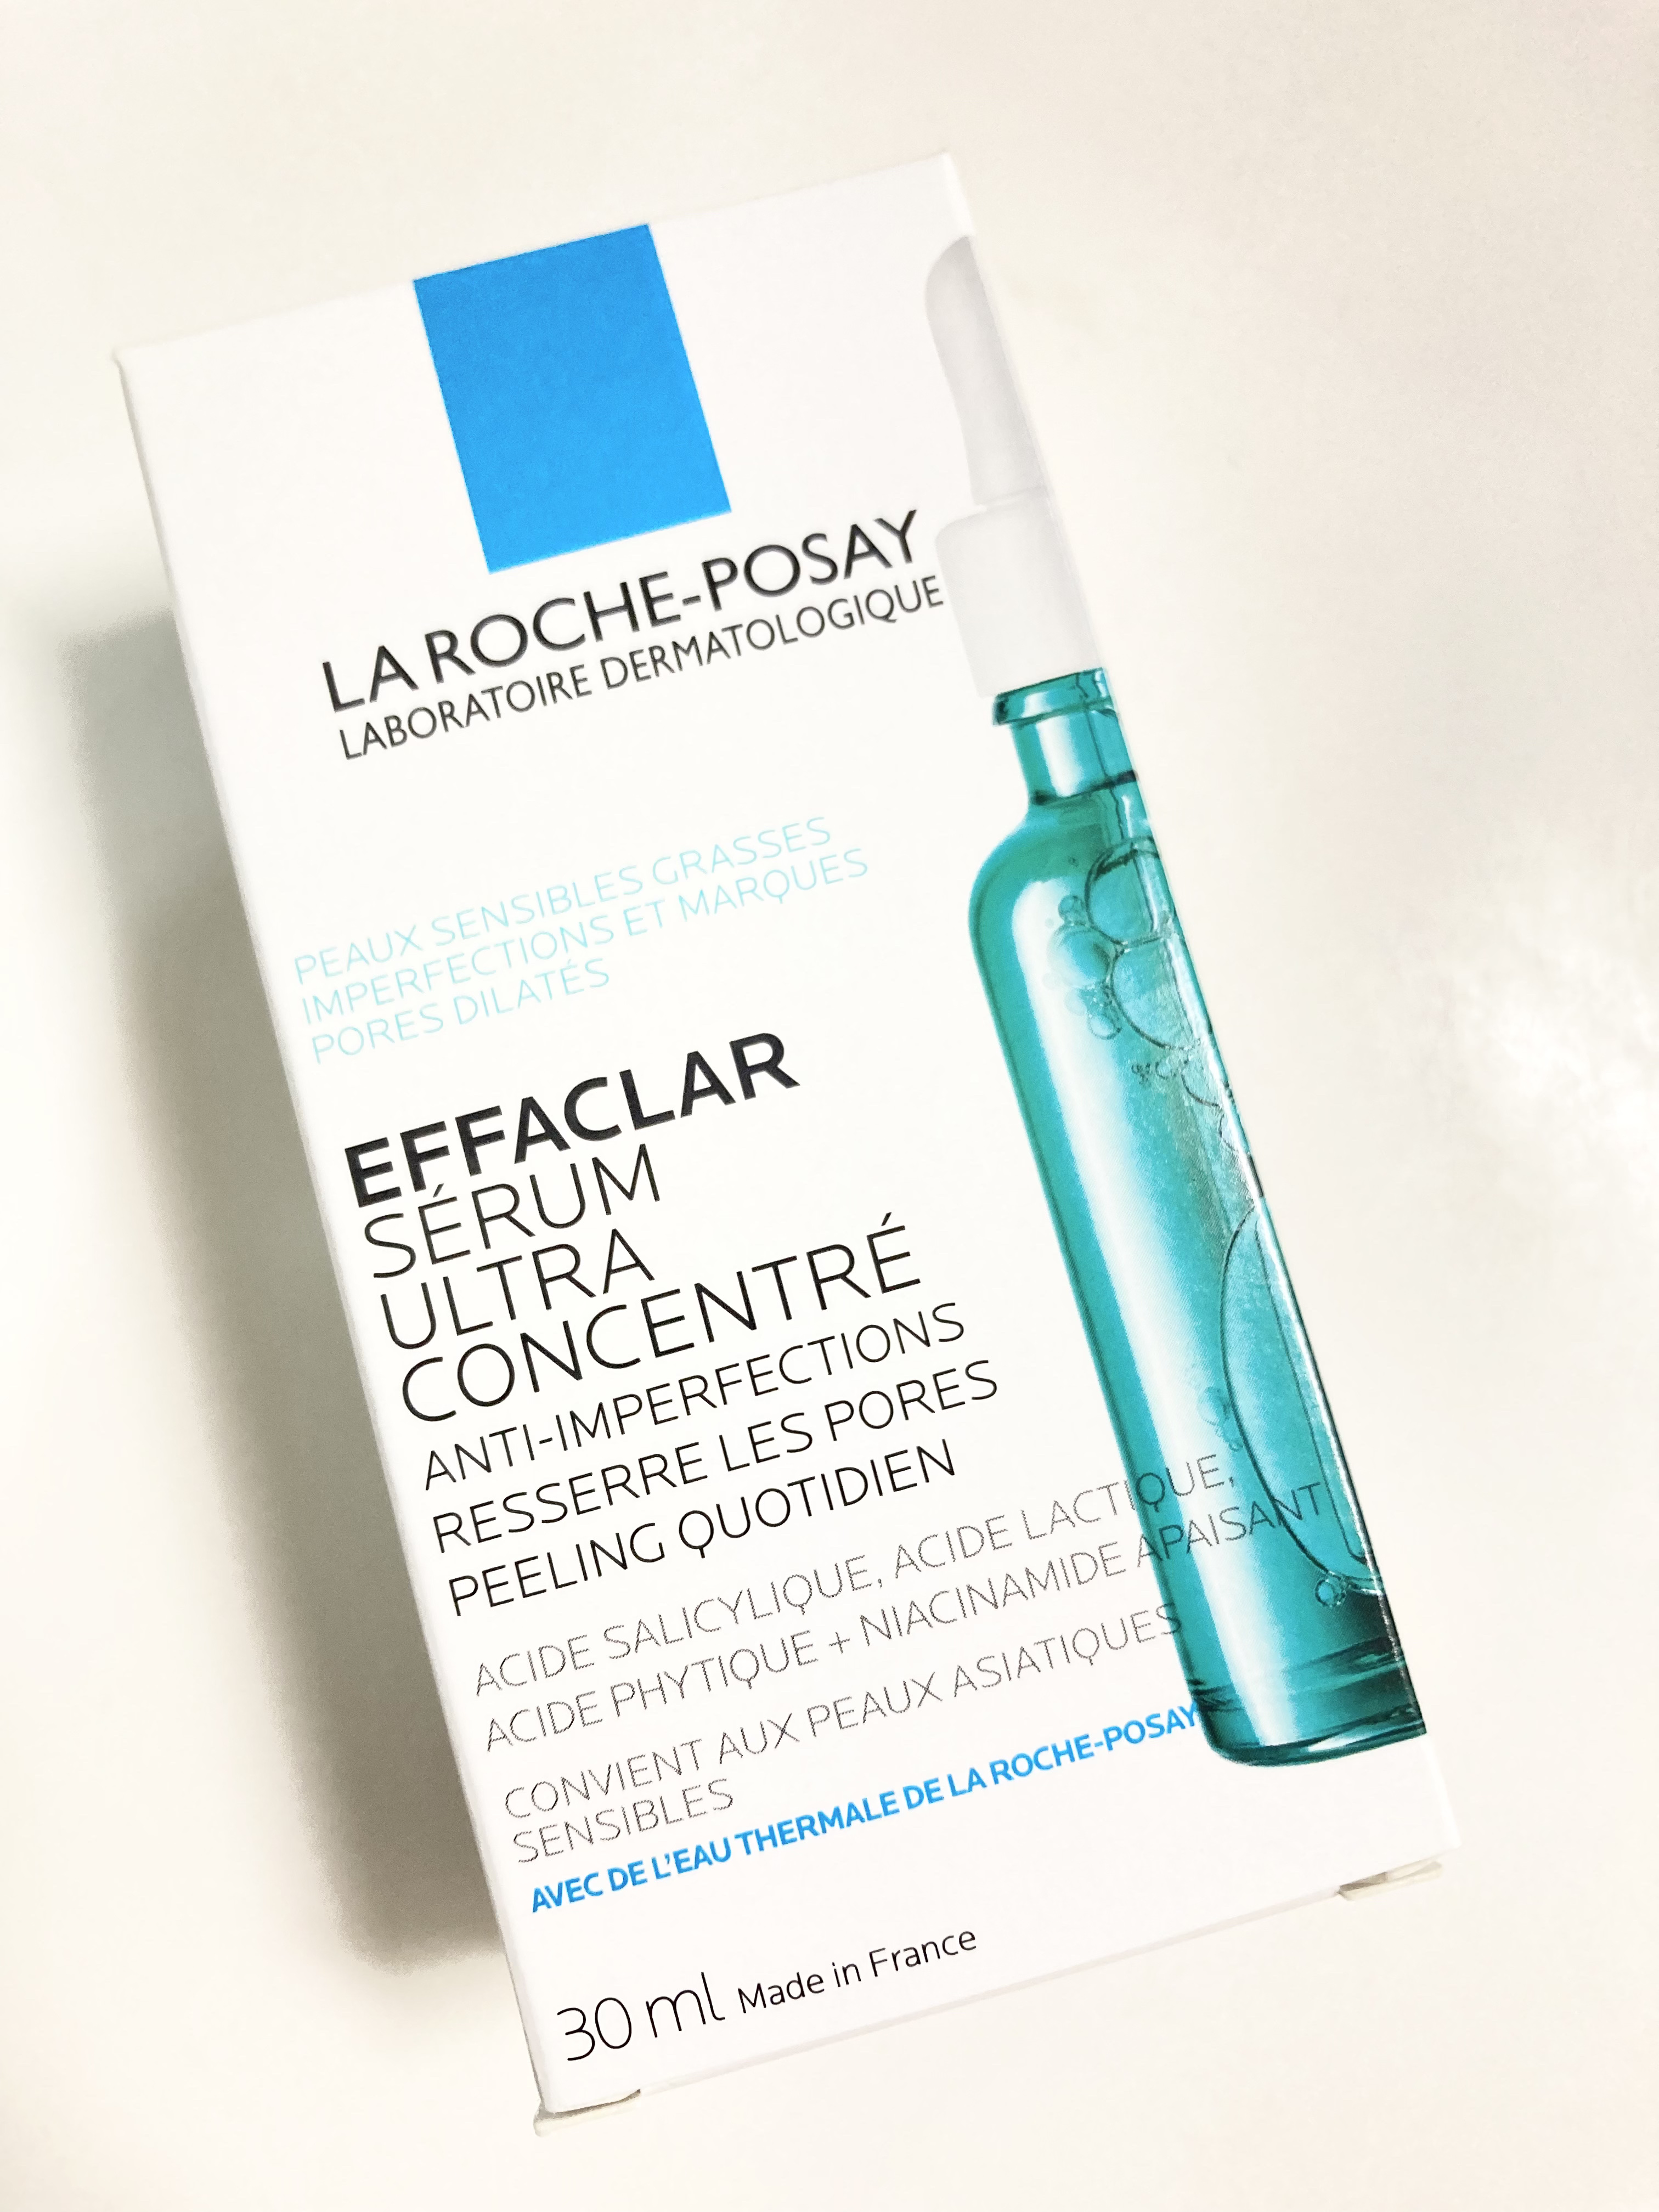 LA ROCHE-POSAY
LABORATOIRE DERMATOLOGIQUE
PEAUX SENSIBLES GRASSES
IMPERFECTIONS ET MARQUES
PORES DILATÉS
EFFACLAR
SÉRUM
ULTRA
CONCENTRÉ
ANTI-IMPERFECTIONS
RESSERRE LES PORES
PEELING QUOTIDIEN
ACIDE SALICYLIQUE, ACIDE LACTIQUE,
ACIDE PHYTIQUE + NIACINAMIDE APAISANT
CONVIENT AUX PEAUX ASIATIQUES
SENSIBLES
AVEC DE L'EAU THERMALE DE LA ROCHE-POSAY
30 ml Made in France